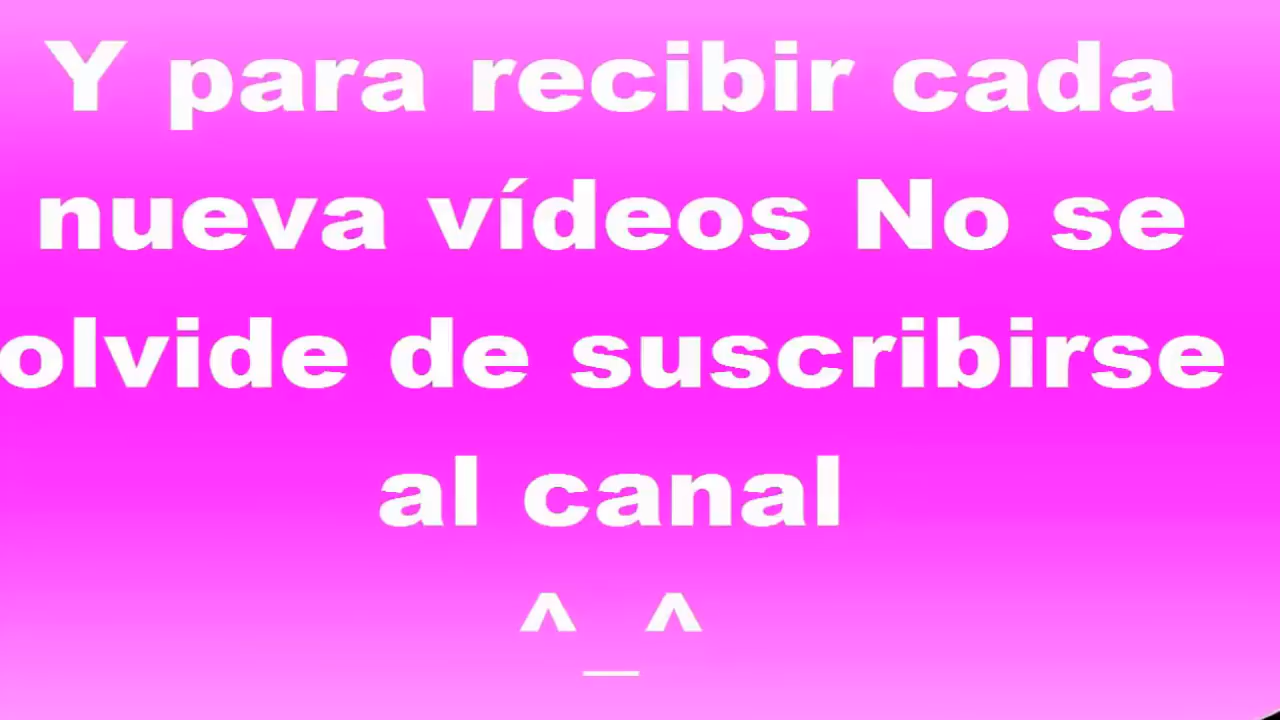 Y para recibir cada
nueva vídeos No se
olvide de suscribirse
al canal
^_^